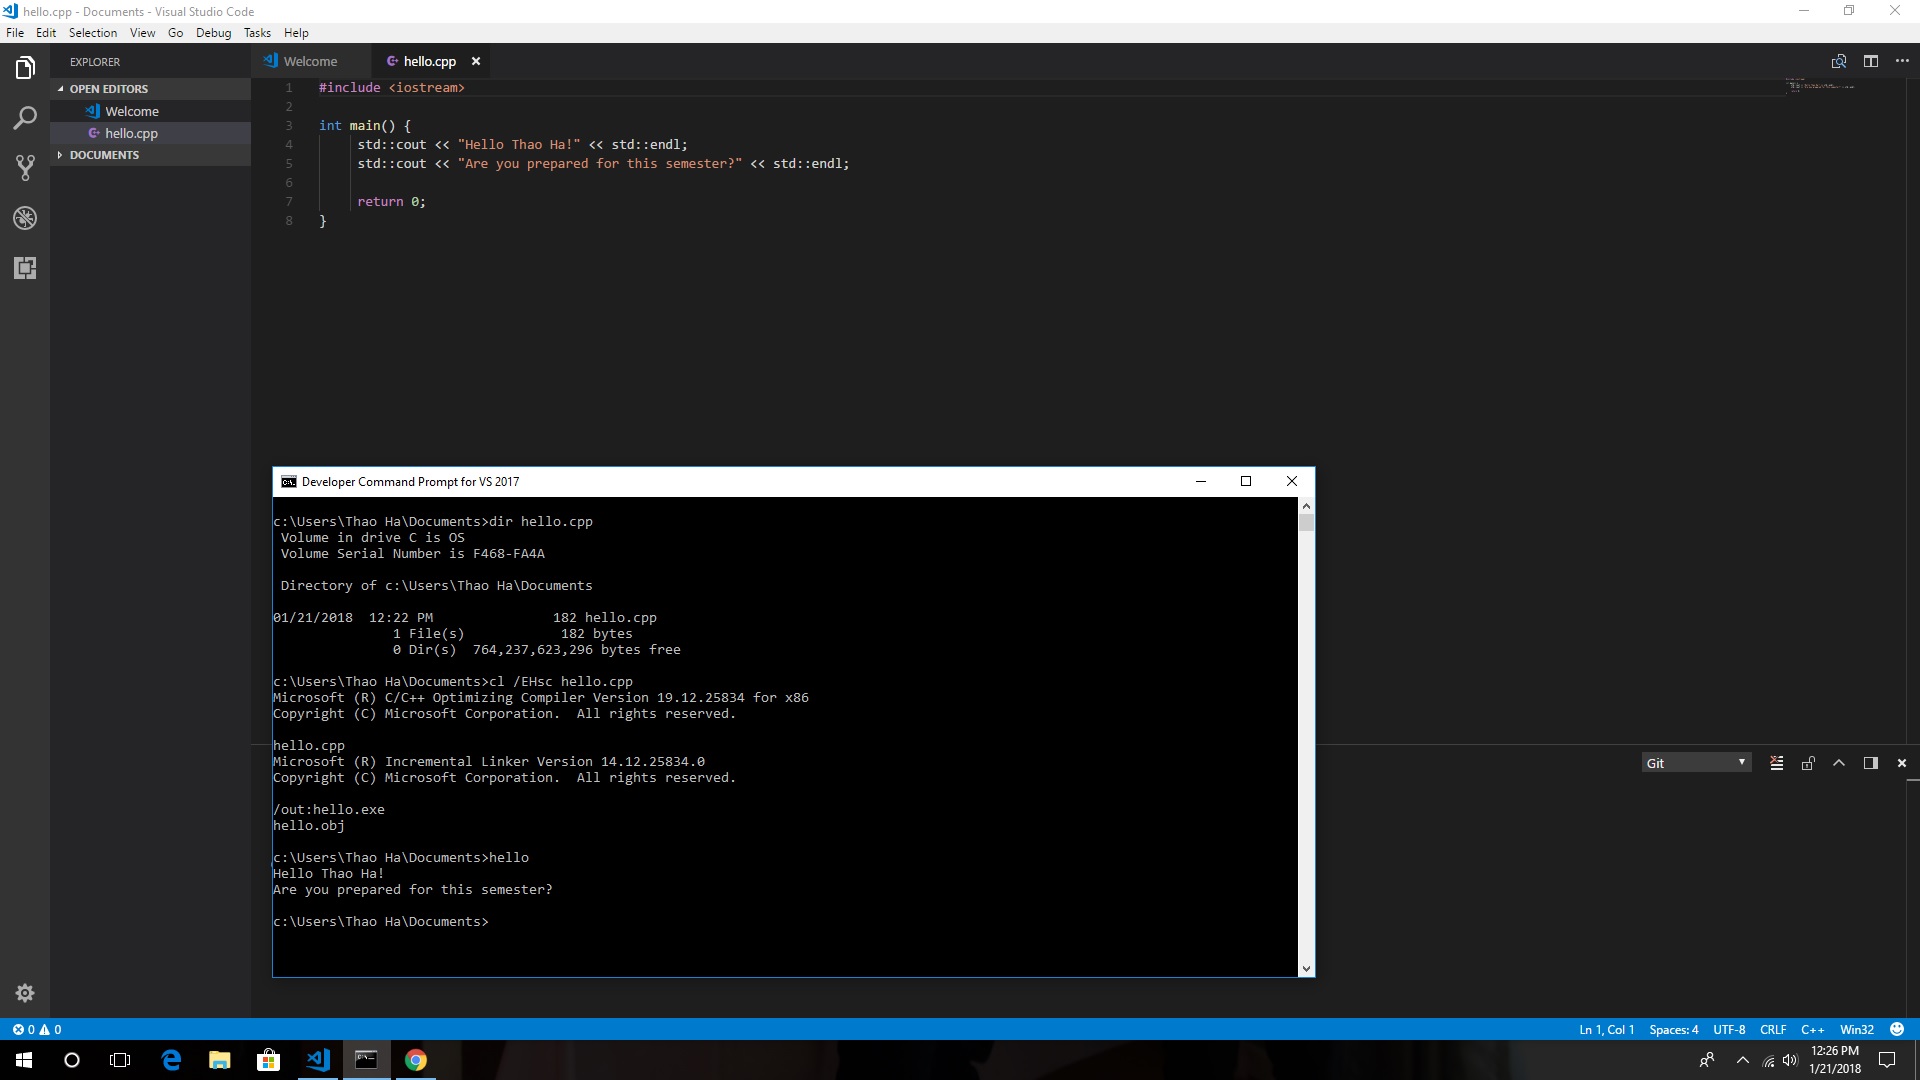 hello.cpp - Documents - Visual Studio Code
File Edit Selection View Go Debug Tasks Help
EXPLORER
OPEN EDITORS
Welcome
hello.cpp
DOCUMENTS
Welcome hello.cpp
1 #include <iostream>
2
3 int main() {
4 std::cout << "Hello Thao Ha!" << std::endl;
5 std::cout << "Are you prepared for this semester?" << std::endl;
6
7 return 0;
8 }
Developer Command Prompt for VS 2017
c:\Users\Thao Ha\Documents>dir hello.cpp
Volume in drive C is OS
Volume Serial Number is F468-FA4A
Directory of c:\Users\Thao Ha\Documents
01/21/2018 12:22 PM 182 hello.cpp
1 File(s) 182 bytes
0 Dir(s) 764,237,623,296 bytes free
c:\Users\Thao Ha\Documents>cl /EHsc hello.cpp
Microsoft (R) C/C++ Optimizing Compiler Version 19.12.25834 for x86
Copyright (C) Microsoft Corporation. All rights reserved.
hello.cpp
Microsoft (R) Incremental Linker Version 14.12.25834.0
Copyright (C) Microsoft Corporation. All rights reserved.
/out:hello.exe
hello.obj
c:\Users\Thao Ha\Documents>hello
Hello Thao Ha!
Are you prepared for this semester?
c:\Users\Thao Ha\Documents>
Git
0 0
Ln 1, Col 1 Spaces: 4 UTF-8 CRLF C++ Win32
12:26 PM
1/21/2018